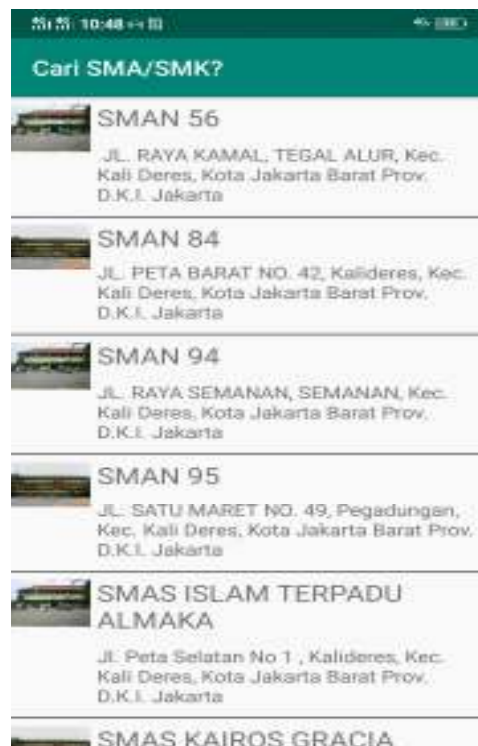 10:48
Cari SMA/SMK?
SMAN 56
JL. RAYA KAMAL, TEGAL ALUR, Kec.
Kali Deres, Kota Jakarta Barat Prov.
D.K.I. Jakarta
SMAN 84
JL. PETA BARAT NO. 42, Kalideres, Kec.
Kali Deres, Kota Jakarta Barat Prov.
D.K.I. Jakarta
SMAN 94
JL. RAYA SEMANAN, SEMANAN, Kec.
Kali Deres, Kota Jakarta Barat Prov.
D.K.I. Jakarta
SMAN 95
JL. SATU MARET NO. 49, Pegadungan,
Kec. Kali Deres, Kota Jakarta Barat Prov.
D.K.I. Jakarta
SMAS ISLAM TERPADU
ALMAKA
Jl. Peta Selatan No 1 , Kalideres, Kec.
Kali Deres, Kota Jakarta Barat Prov.
D.K.I. Jakarta
SMAS KAIROS GRACIA